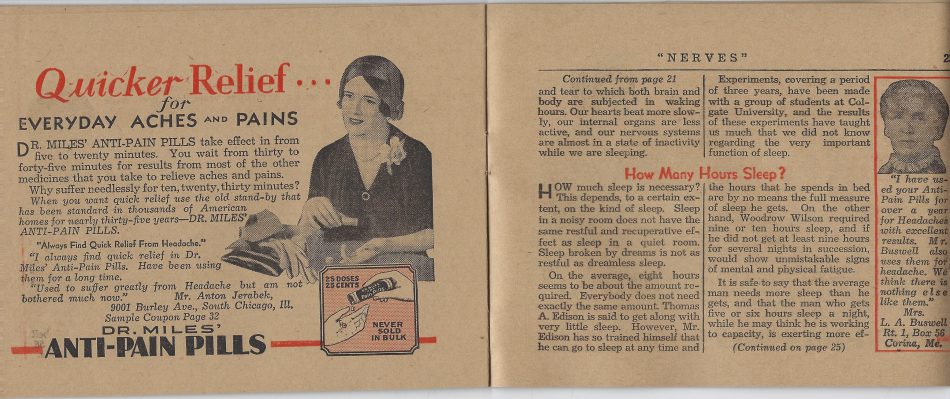 Quicker Relief...
for
EVERYDAY ACHES AND PAINS
DR. MILES' ANTI-PAIN PILLS take effect in from
five to twenty minutes. You wait from thirty to
forty-five minutes for results from most of the other
medicines that you take to relieve aches and pains.
Why suffer needlessly for ten, twenty, thirty minutes?
When you want quick relief use the old stand-by that
has been standard in thousands of American
homes for nearly thirty-five years—DR. MILES'
ANTI-PAIN PILLS.
"Always Find Quick Relief From Headache."
"I always find quick relief in Dr.
Miles' Anti-Pain Pills. Have been using
them for a long time.
"Used to suffer greatly from Headache but am not
bothered much now." Mr. Anton Jerabek,
9001 Burley Ave., South Chicago, Ill.
Sample Coupon Page 32
DR. MILES'
ANTI-PAIN PILLS
25 DOSES
25 CENTS
NEVER
SOLD
IN BULK
"NERVES"
Continued from page 21
and tear to which both brain and
body are subjected in waking
hours. Our hearts beat more slow-
ly, our internal organs are less
active, and our nervous systems
are almost in a state of inactivity
while we are sleeping.
Experiments, covering a period
of three years, have been made
with a group of students at Col-
gate University, and the results
of these experiments have taught
us much that we did not know
regarding the very important
function of sleep.
How Many Hours Sleep?
HOW much sleep is necessary?
This depends, to a certain ex-
tent, on the kind of sleep. Sleep
in a noisy room does not have the
same restful and recuperative ef-
fect as sleep in a quiet room.
Sleep broken by dreams is not as
restful as dreamless sleep.
On the average, eight hours
seems to be about the amount re-
quired. Everybody does not need
exactly the same amount. Thomas
A. Edison is said to get along with
very little sleep. However, Mr.
Edison has so trained himself that
he can go to sleep at any time and
the hours that he spends in bed
are by no means the full measure
of sleep he gets. On the other
hand, Woodrow Wilson required
nine or ten hours sleep, and if
he did not get at least nine hours
for several nights in succession,
would show unmistakable signs
of mental and physical fatigue.
It is safe to say that the average
man needs more sleep than he
gets, and that the man who gets
five or six hours sleep a night,
while he may think he is working
to capacity, is exerting more ef-
(Continued on page 25)
"I have us-
ed your Anti-
Pain Pills for
over a year
for Headaches
with excellent
results. Mr.
Buswell also
uses them for
headache. We
think there is
nothing else
like them."
Mrs.
L. A. Buswell
Rt. 1, Box 56
Corina, Me.